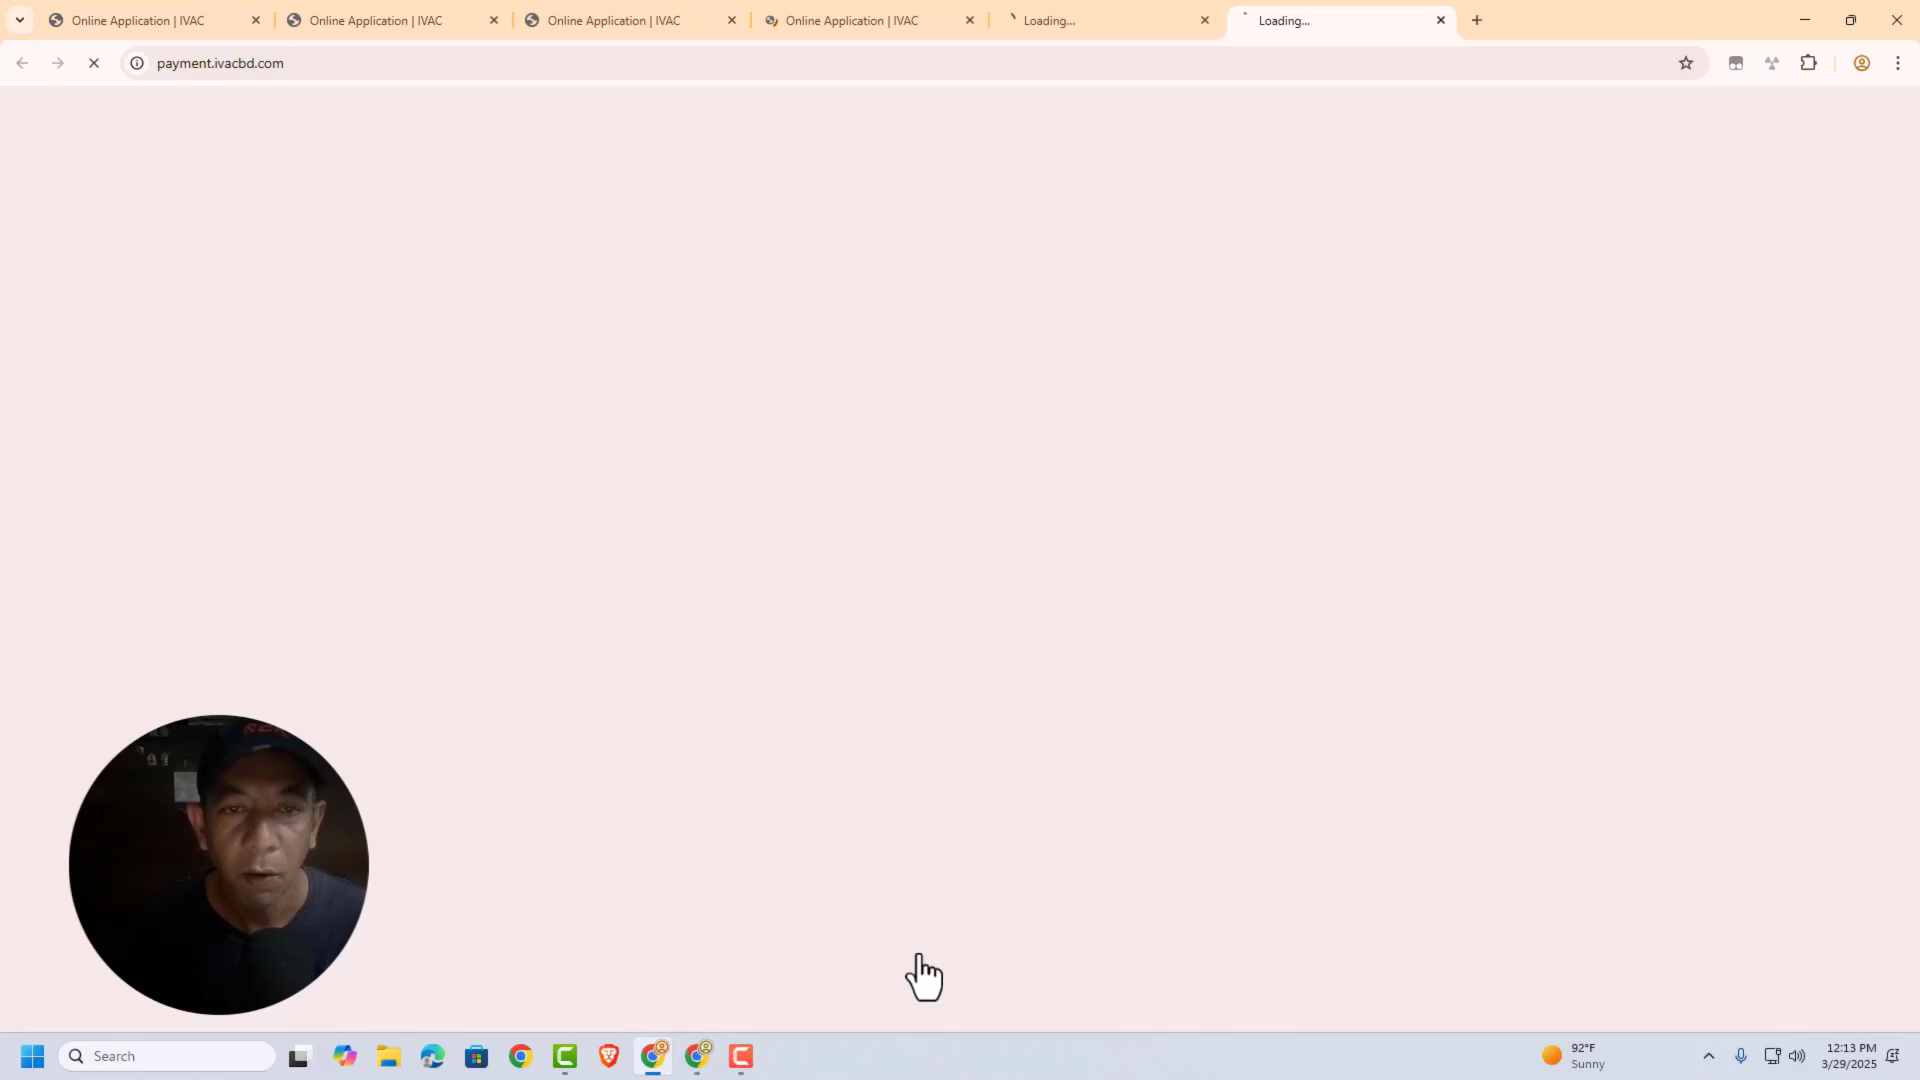 Online Application | IVAC
Online Application | IVAC
Online Application | IVAC
Online Application | IVAC
Loading...
Loading...
payment.ivacbd.com
Search
92°F
Sunny
12:13 PM
3/29/2025